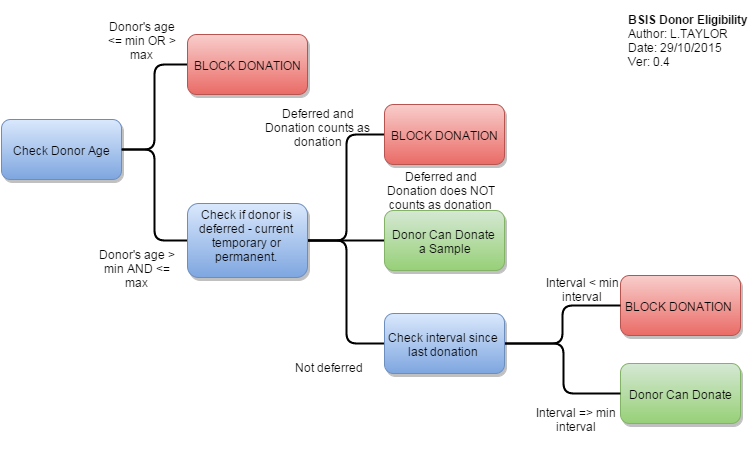 BSIS Donor Eligibility
Author: L.TAYLOR
Date: 29/10/2015
Ver: 0.4
Donor's age
<= min OR >
max
BLOCK DONATION
Check Donor Age
Donor's age >
min AND <=
max
Check if donor is
deferred - current
temporary or
permanent.
Deferred and
Donation counts as
donation
BLOCK DONATION
Deferred and
Donation does NOT
counts as donation
Donor Can Donate
a Sample
Not deferred
Check interval since
last donation
Interval < min
interval
BLOCK DONATION
Interval => min
interval
Donor Can Donate